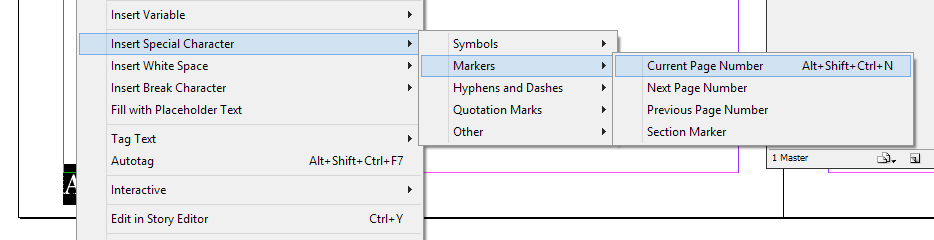 Insert Variable
Insert Special Character
Insert White Space
Insert Break Character
Fill with Placeholder Text
Tag Text
Autotag Alt+Shift+Ctrl+F7
Interactive
Edit in Story Editor Ctrl+Y
Symbols
Markers
Hyphens and Dashes
Quotation Marks
Other
Current Page Number Alt+Shift+Ctrl+N
Next Page Number
Previous Page Number
Section Marker
1 Master
A